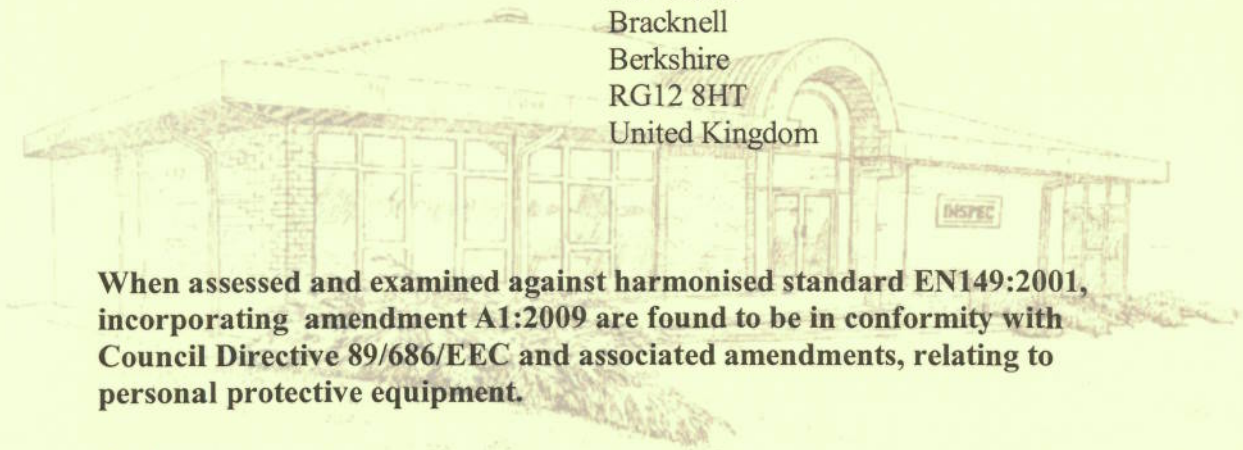 Bracknell
Berkshire
RG12 8HT
United Kingdom
INSPEC
When assessed and examined against harmonised standard EN149:2001,
incorporating amendment A1:2009 are found to be in conformity with
Council Directive 89/686/EEC and associated amendments, relating to
personal protective equipment.